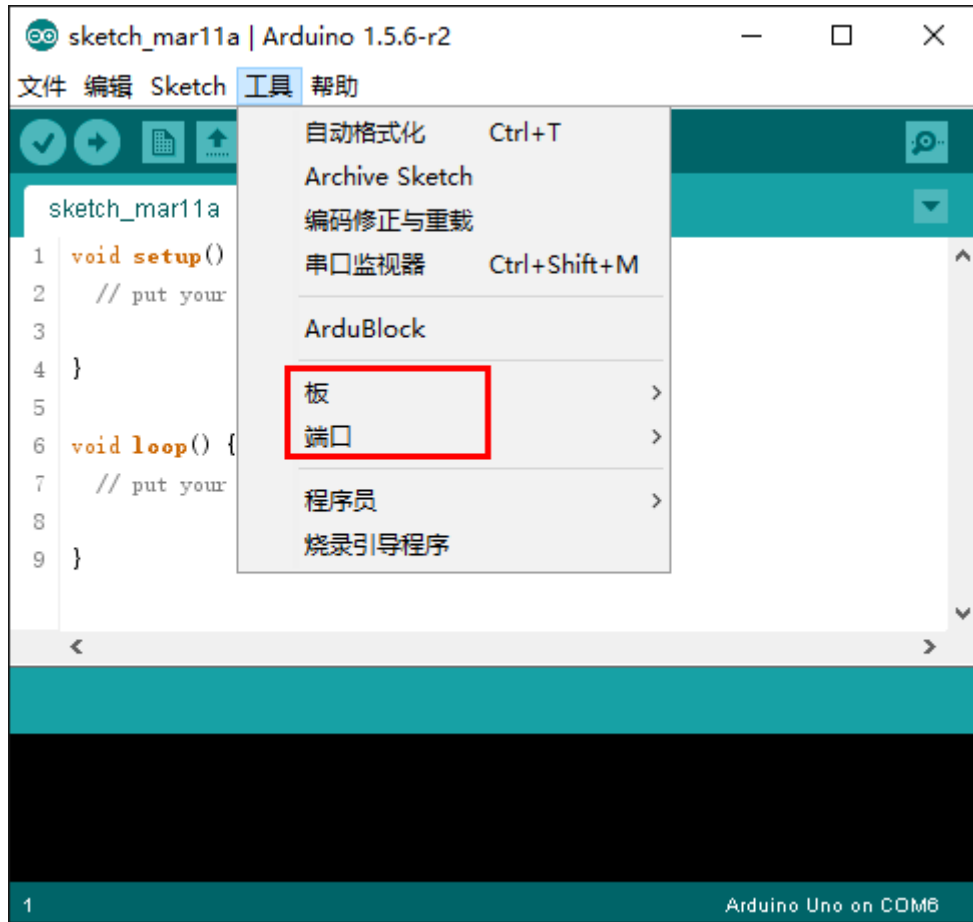 sketch_mar11a | Arduino 1.5.6-r2
文件 编辑 Sketch 工具 帮助
自动格式化 Ctrl+T
Archive Sketch
编码修正与重载
串口监视器 Ctrl+Shift+M
ArduBlock
板
端口
程序员
烧录引导程序
sketch_mar11a
1 void setup()
2 // put your
3
4 }
5
6 void loop() {
7 // put your
8
9 }
1 Arduino Uno on COM6